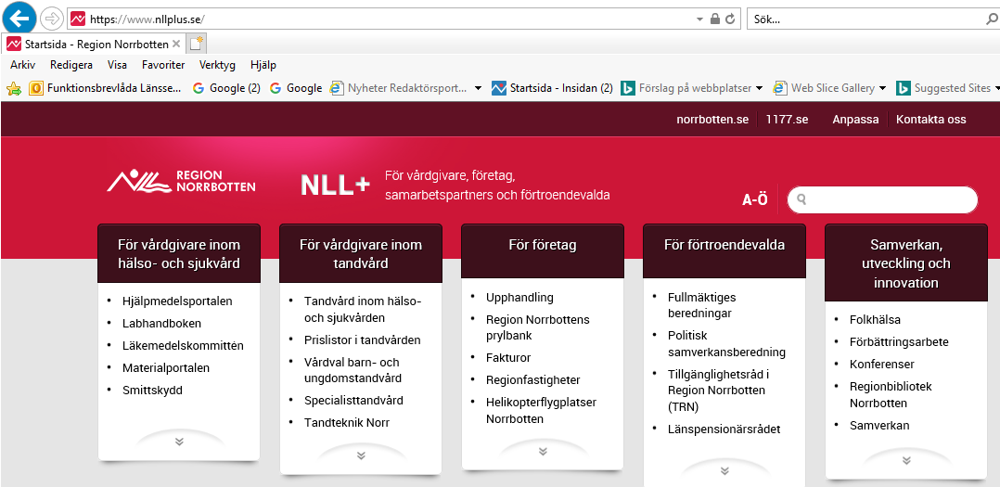 https://www.nllplus.se/
Sök...
Startsida - Region Norrbotten
Arkiv Redigera Visa Favoriter Verktyg Hjälp
Funktionsbrevlåda Länsse... Google (2) Google Nyheter Redaktörsport... Startsida - Insidan (2) Förslag på webbplatser Web Slice Gallery Suggested Sites
norrbotten.se 1177.se Anpassa Kontakta oss
REGION
NORRBOTTEN
NLL+
För vårdgivare, företag,
samarbetspartners och förtroendevalda
A-Ö
För vårdgivare inom
hälso- och sjukvård
• Hjälpmedelsportalen
• Labhandboken
• Läkemedelskommittén
• Materialportalen
• Smittskydd
För vårdgivare inom
tandvård
• Tandvård inom hälso-
och sjukvården
• Prislistor i tandvården
• Vårdval barn- och
ungdomstandvård
• Specialisttandvård
• Tandteknik Norr
För företag
• Upphandling
• Region Norrbottens
prylbank
• Fakturor
• Regionfastigheter
• Helikopterflygplatser
Norrbotten
För förtroendevalda
• Fullmäktiges
beredningar
• Politisk
samverkansberedning
• Tillgänglighetsråd i
Region Norrbotten
(TRN)
• Länspensionärsrådet
Samverkan,
utveckling och
innovation
• Folkhälsa
• Förbättringsarbete
• Konferenser
• Regionbibliotek
Norrbotten
• Samverkan